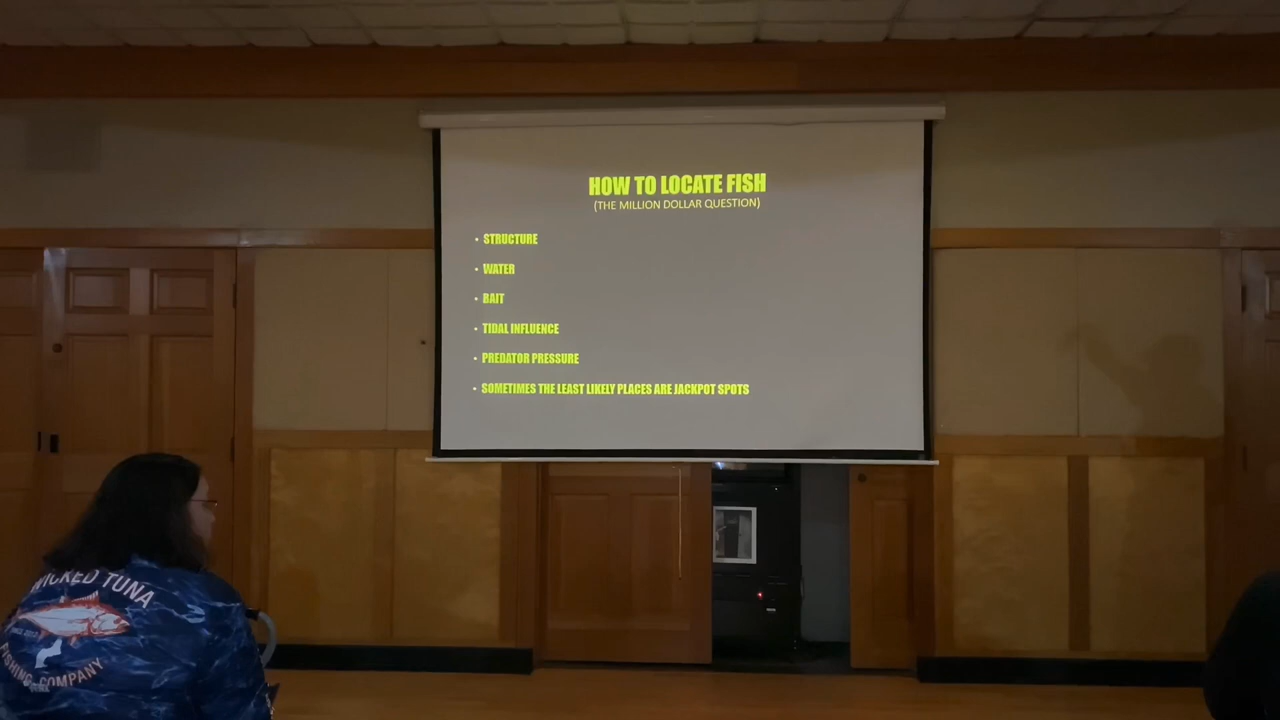 HOW TO LOCATE FISH
(THE MILLION DOLLAR QUESTION)
• STRUCTURE
• WATER
• BAIT
• TIDAL INFLUENCE
• PREDATOR PRESSURE
• SOMETIMES THE LEAST LIKELY PLACES ARE JACKPOT SPOTS
WICKED TUNA
FISHING COMPANY